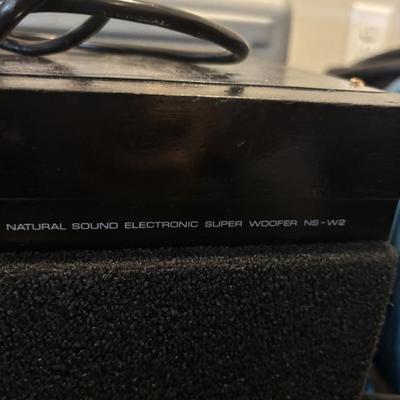 NATURAL SOUND ELECTRONIC SUPER WOOFER NS-W2